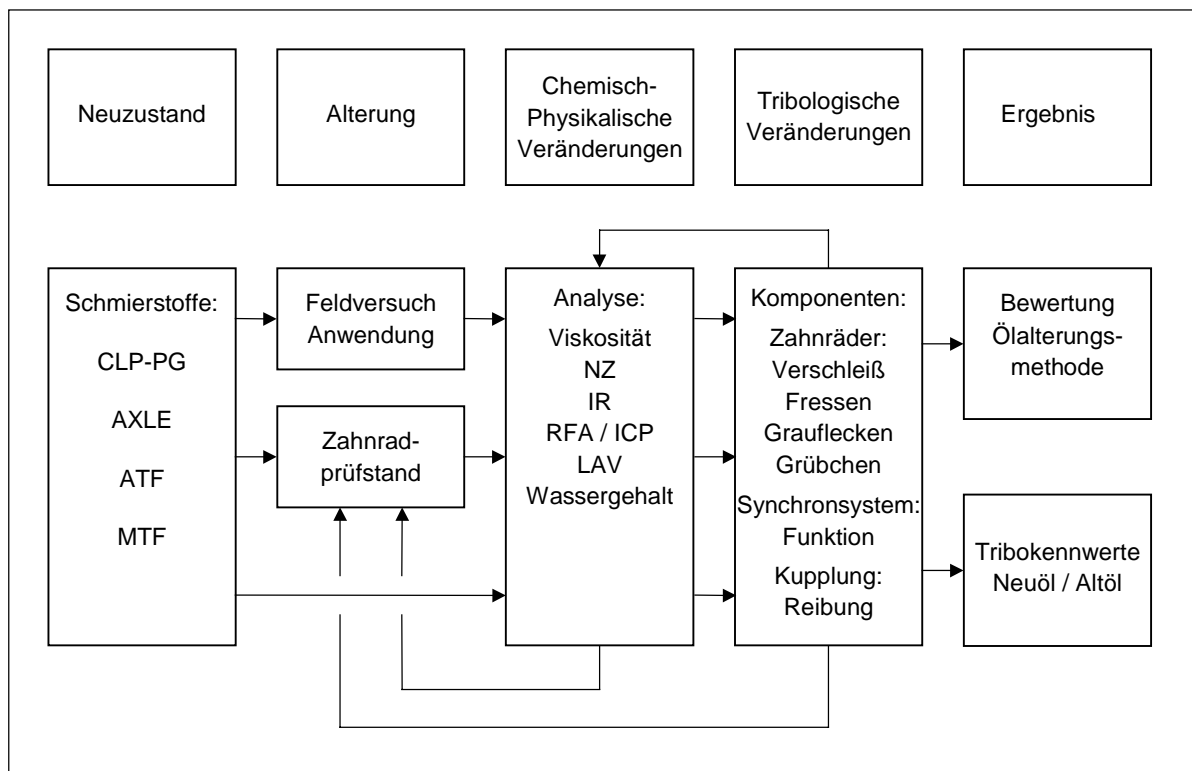 Neuzustand
Alterung
Chemisch-
Physikalische
Veränderungen
Tribologische
Veränderungen
Ergebnis
Schmierstoffe:
CLP-PG
AXLE
ATF
MTF
Feldversuch
Anwendung
Zahnrad-
prüfstand
Analyse:
Viskosität
NZ
IR
RFA / ICP
LAV
Wassergehalt
Komponenten:
Zahnräder:
Verschleiß
Fressen
Grauflecken
Grübchen
Synchronsystem:
Funktion
Kupplung:
Reibung
Bewertung
Ölalterungs-
methode
Tribokennwerte
Neuöl / Altöl